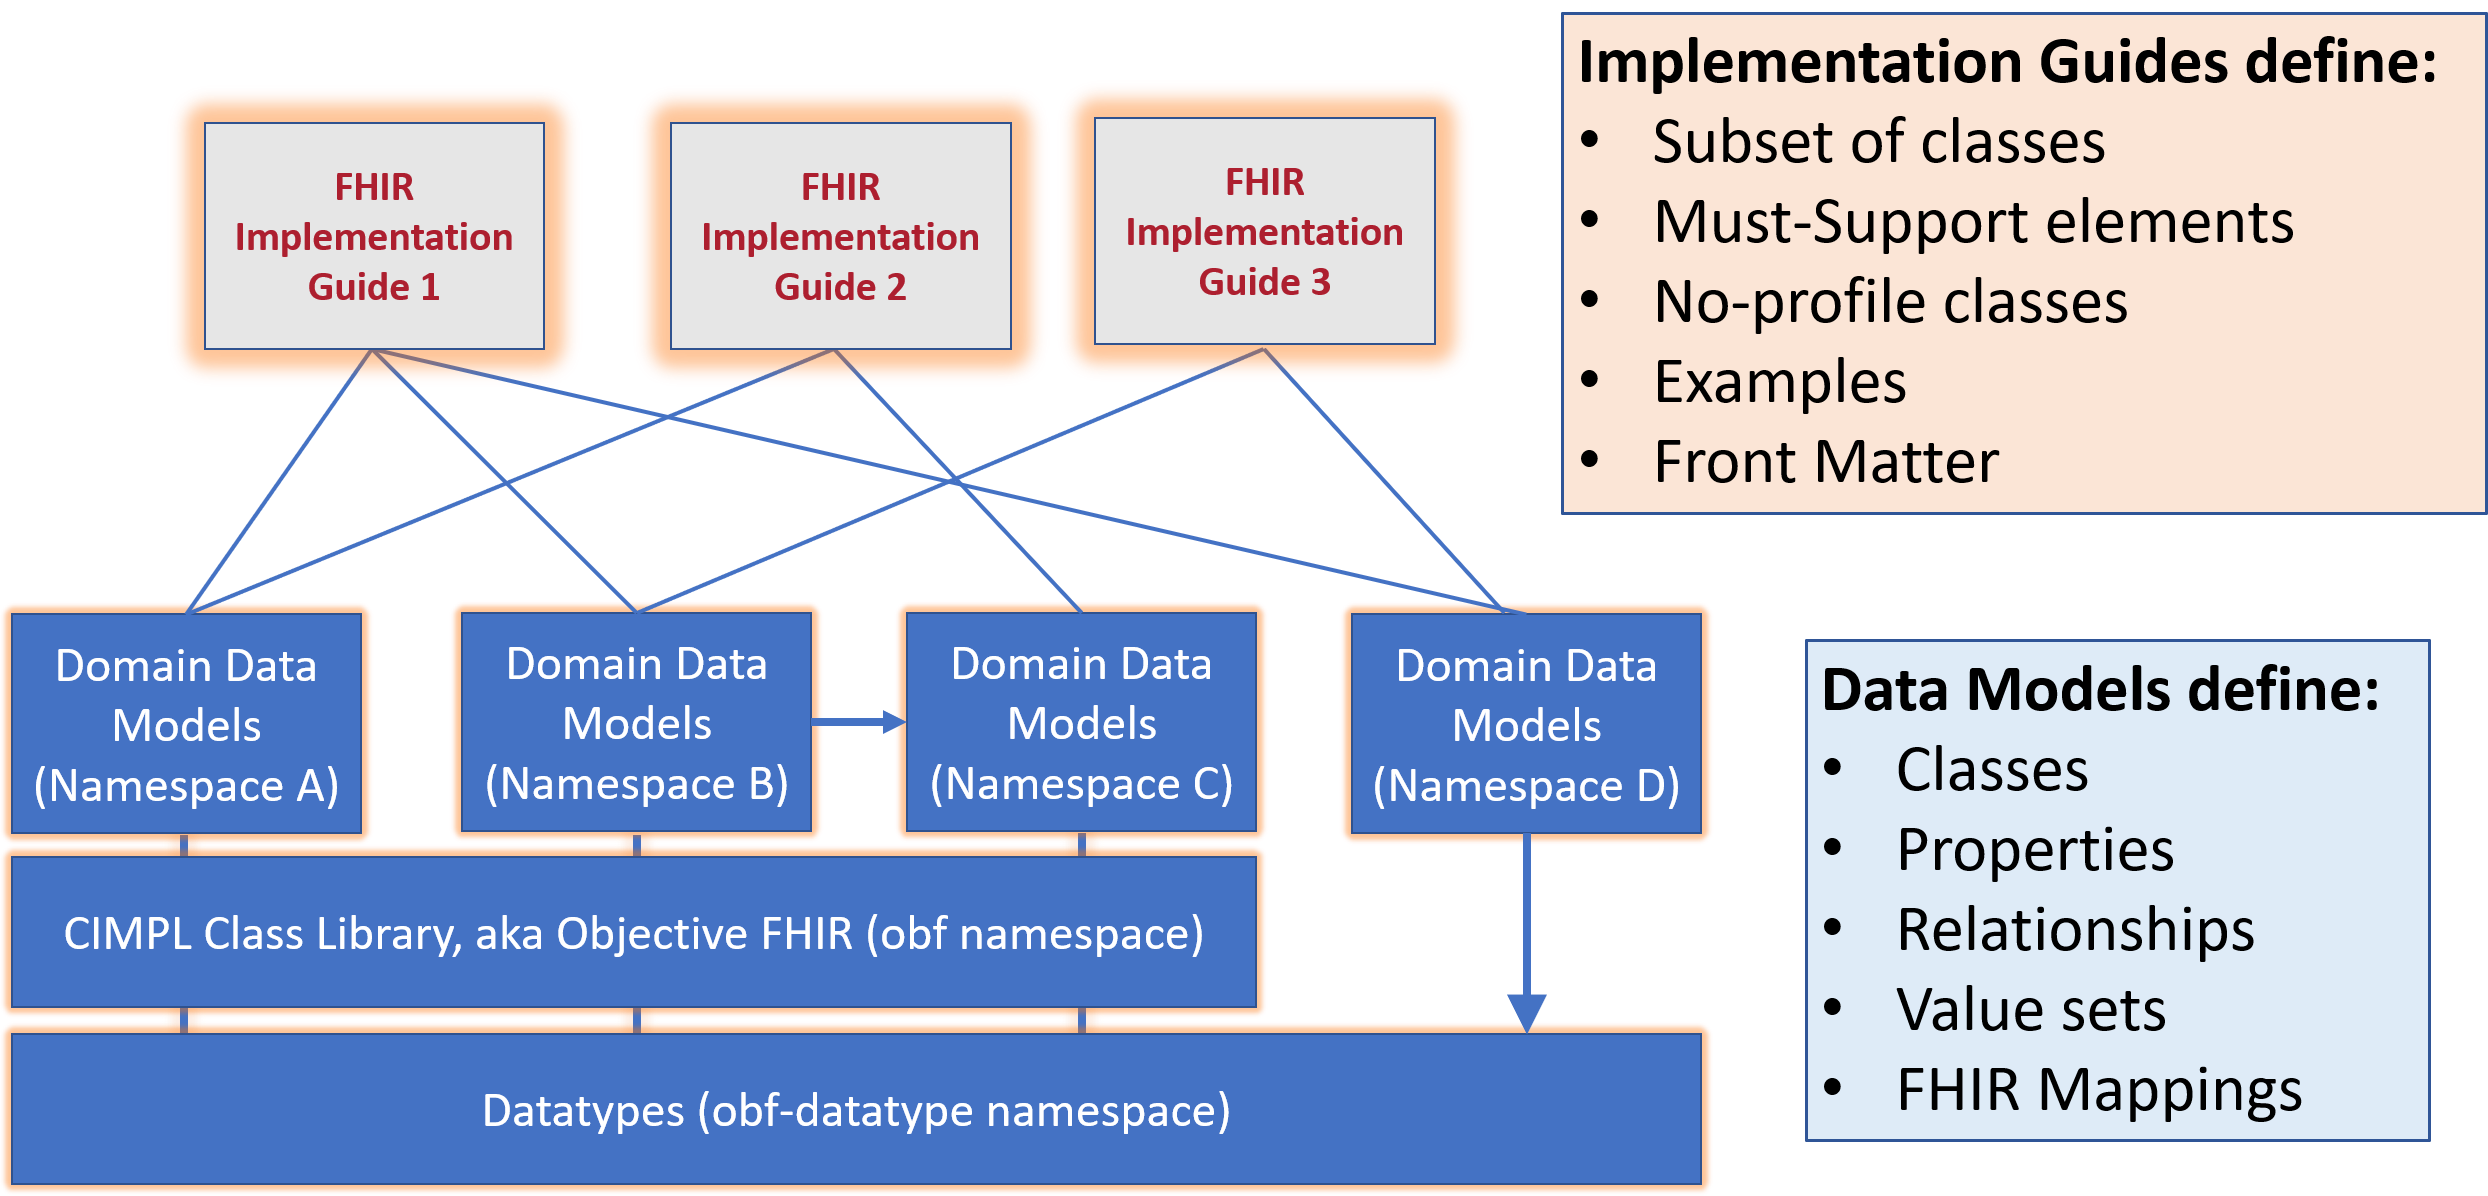 FHIR
Implementation
Guide 1
FHIR
Implementation
Guide 2
FHIR
Implementation
Guide 3
Implementation Guides define:
• Subset of classes
• Must-Support elements
• No-profile classes
• Examples
• Front Matter
Domain Data
Models
(Namespace A)
Domain Data
Models
(Namespace B)
Domain Data
Models
(Namespace C)
Domain Data
Models
(Namespace D)
Data Models define:
• Classes
• Properties
• Relationships
• Value sets
• FHIR Mappings
CIMPL Class Library, aka Objective FHIR (obf namespace)
Datatypes (obf-datatype namespace)